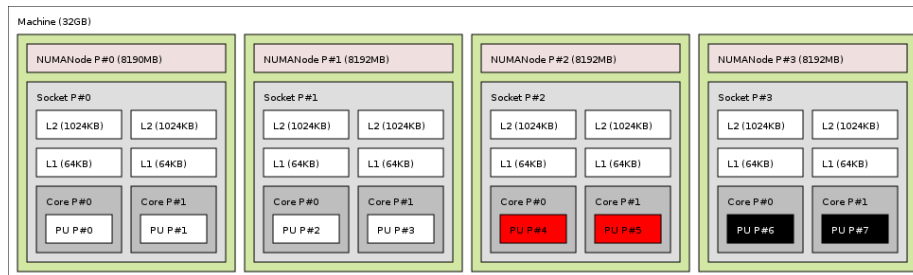 Machine (32GB)
NUMANode P#0 (8190MB)
Socket P#0
L2 (1024KB) L2 (1024KB)
L1 (64KB) L1 (64KB)
Core P#0 Core P#1
PU P#0 PU P#1
NUMANode P#1 (8192MB)
Socket P#1
L2 (1024KB) L2 (1024KB)
L1 (64KB) L1 (64KB)
Core P#0 Core P#1
PU P#2 PU P#3
NUMANode P#2 (8192MB)
Socket P#2
L2 (1024KB) L2 (1024KB)
L1 (64KB) L1 (64KB)
Core P#0 Core P#1
PU P#4 PU P#5
NUMANode P#3 (8192MB)
Socket P#3
L2 (1024KB) L2 (1024KB)
L1 (64KB) L1 (64KB)
Core P#0 Core P#1
PU P#6 PU P#7